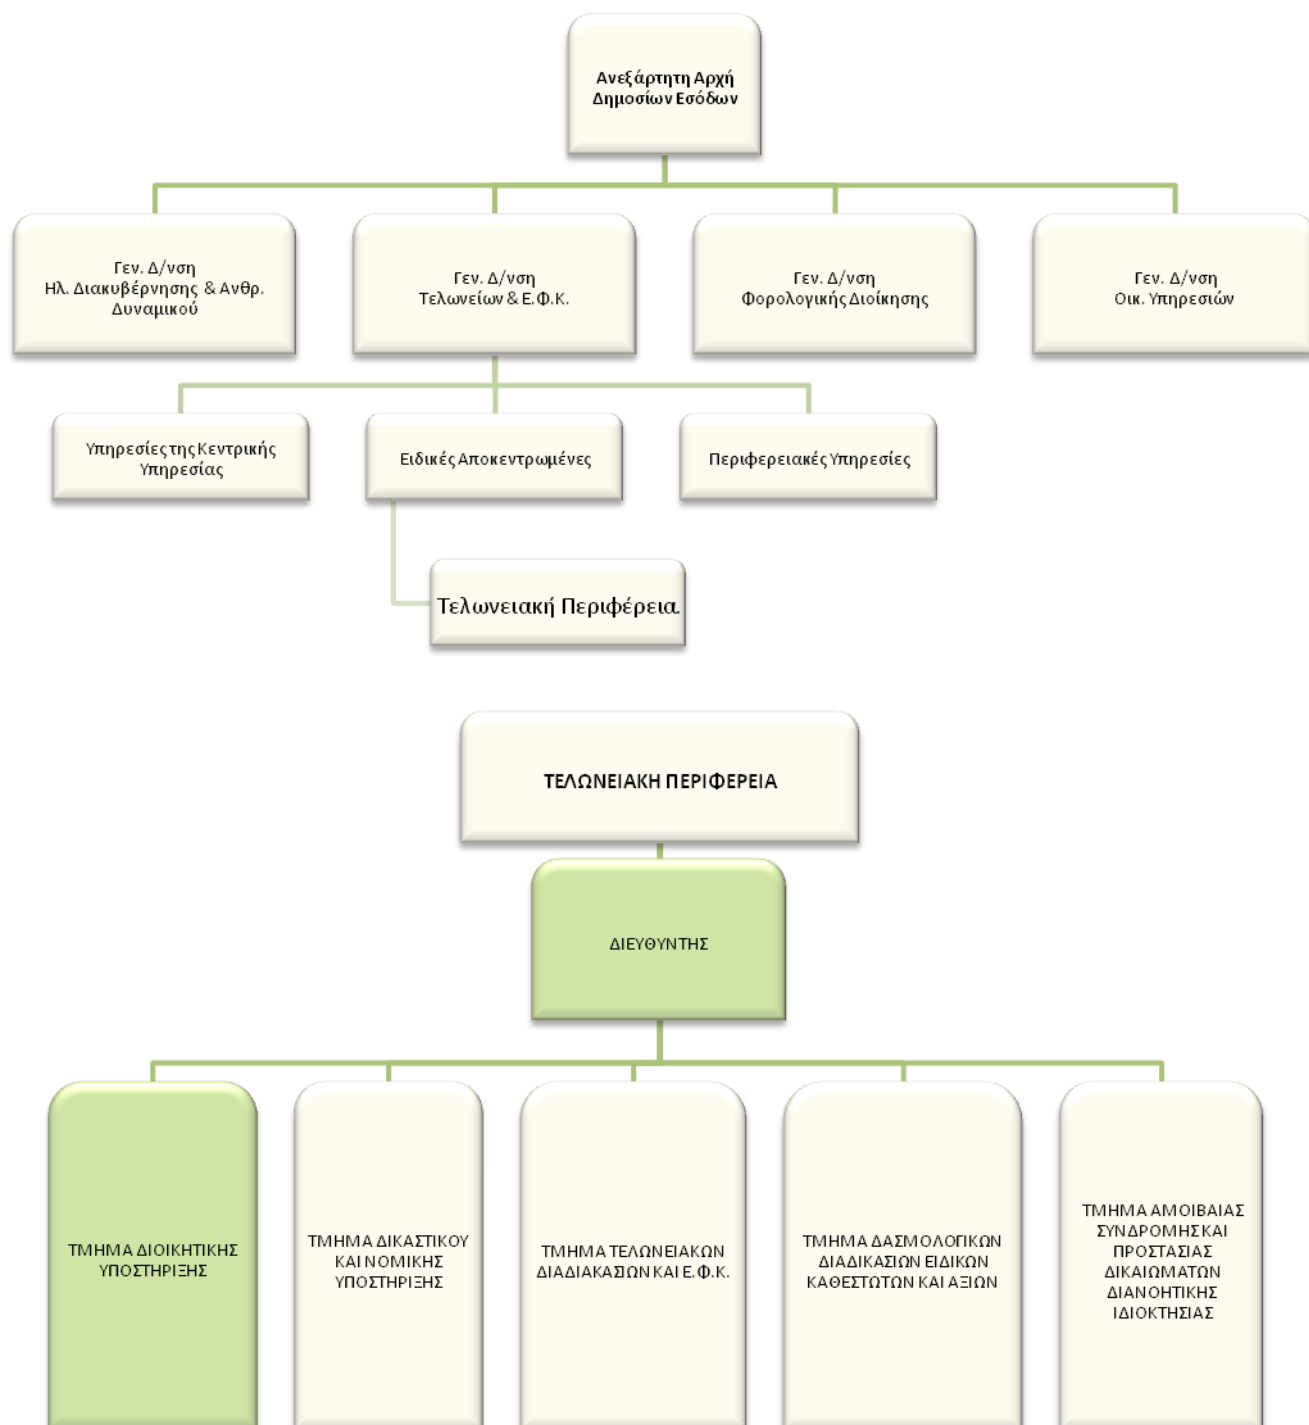 Ανεξάρτητη Αρχή
Δημοσίων Εσόδων
Γεν. Δ/νση
Ηλ. Διακυβέρνησης & Ανθρ.
Δυναμικού
Γεν. Δ/νση
Τελωνείων & Ε.Φ.Κ.
Γεν. Δ/νση
Φορολογικής Διοίκησης
Γεν. Δ/νση
Οικ. Υπηρεσιών
Υπηρεσίες της Κεντρικής
Υπηρεσίας
Ειδικές Αποκεντρωμένες
Περιφερειακές Υπηρεσίες
Τελωνειακή Περιφέρεια.
ΤΕΛΩΝΕΙΑΚΗ ΠΕΡΙΦΕΡΕΙΑ
ΔΙΕΥΘΥΝΤΗΣ
ΤΜΗΜΑ ΔΙΟΙΚΗΤΙΚΗΣ
ΥΠΟΣΤΗΡΙΞΗΣ
ΤΜΗΜΑ ΔΙΚΑΣΤΙΚΟΥ
ΚΑΙ ΝΟΜΙΚΗΣ
ΥΠΟΣΤΗΡΙΞΗΣ
ΤΜΗΜΑ ΤΕΛΩΝΕΙΑΚΩΝ
ΔΙΑΔΙΑΚΑΣΙΩΝ ΚΑΙ Ε.Φ.Κ.
ΤΜΗΜΑ ΔΑΣΜΟΛΟΓΙΚΩΝ
ΔΙΑΔΙΚΑΣΙΩΝ ΕΙΔΙΚΩΝ
ΚΑΘΕΣΤΩΤΩΝ ΚΑΙ ΑΞΙΩΝ
ΤΜΗΜΑ ΑΜΟΙΒΑΙΑΣ
ΣΥΝΔΡΟΜΗΣ ΚΑΙ
ΠΡΟΣΤΑΣΙΑΣ
ΔΙΚΑΙΩΜΑΤΩΝ
ΔΙΑΝΟΗΤΙΚΗΣ
ΙΔΙΟΚΤΗΣΙΑΣ